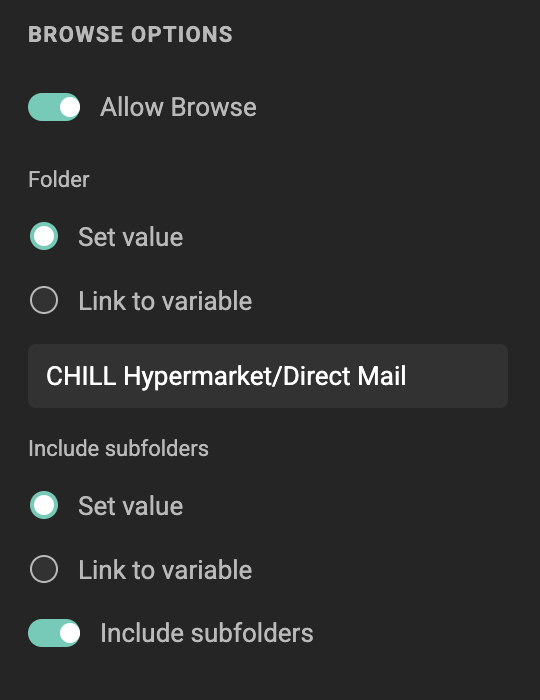 BROWSE OPTIONS
Allow Browse
Folder
Set value
Link to variable
CHILL Hypermarket/Direct Mail
Include subfolders
Set value
Link to variable
Include subfolders